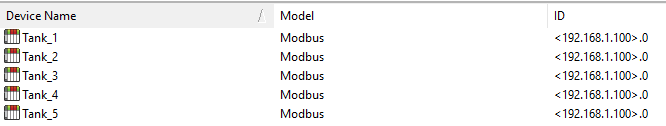 Device Name / Model ID
Tank_1 Modbus <192.168.1.100>.0
Tank_2 Modbus <192.168.1.100>.0
Tank_3 Modbus <192.168.1.100>.0
Tank_4 Modbus <192.168.1.100>.0
Tank_5 Modbus <192.168.1.100>.0